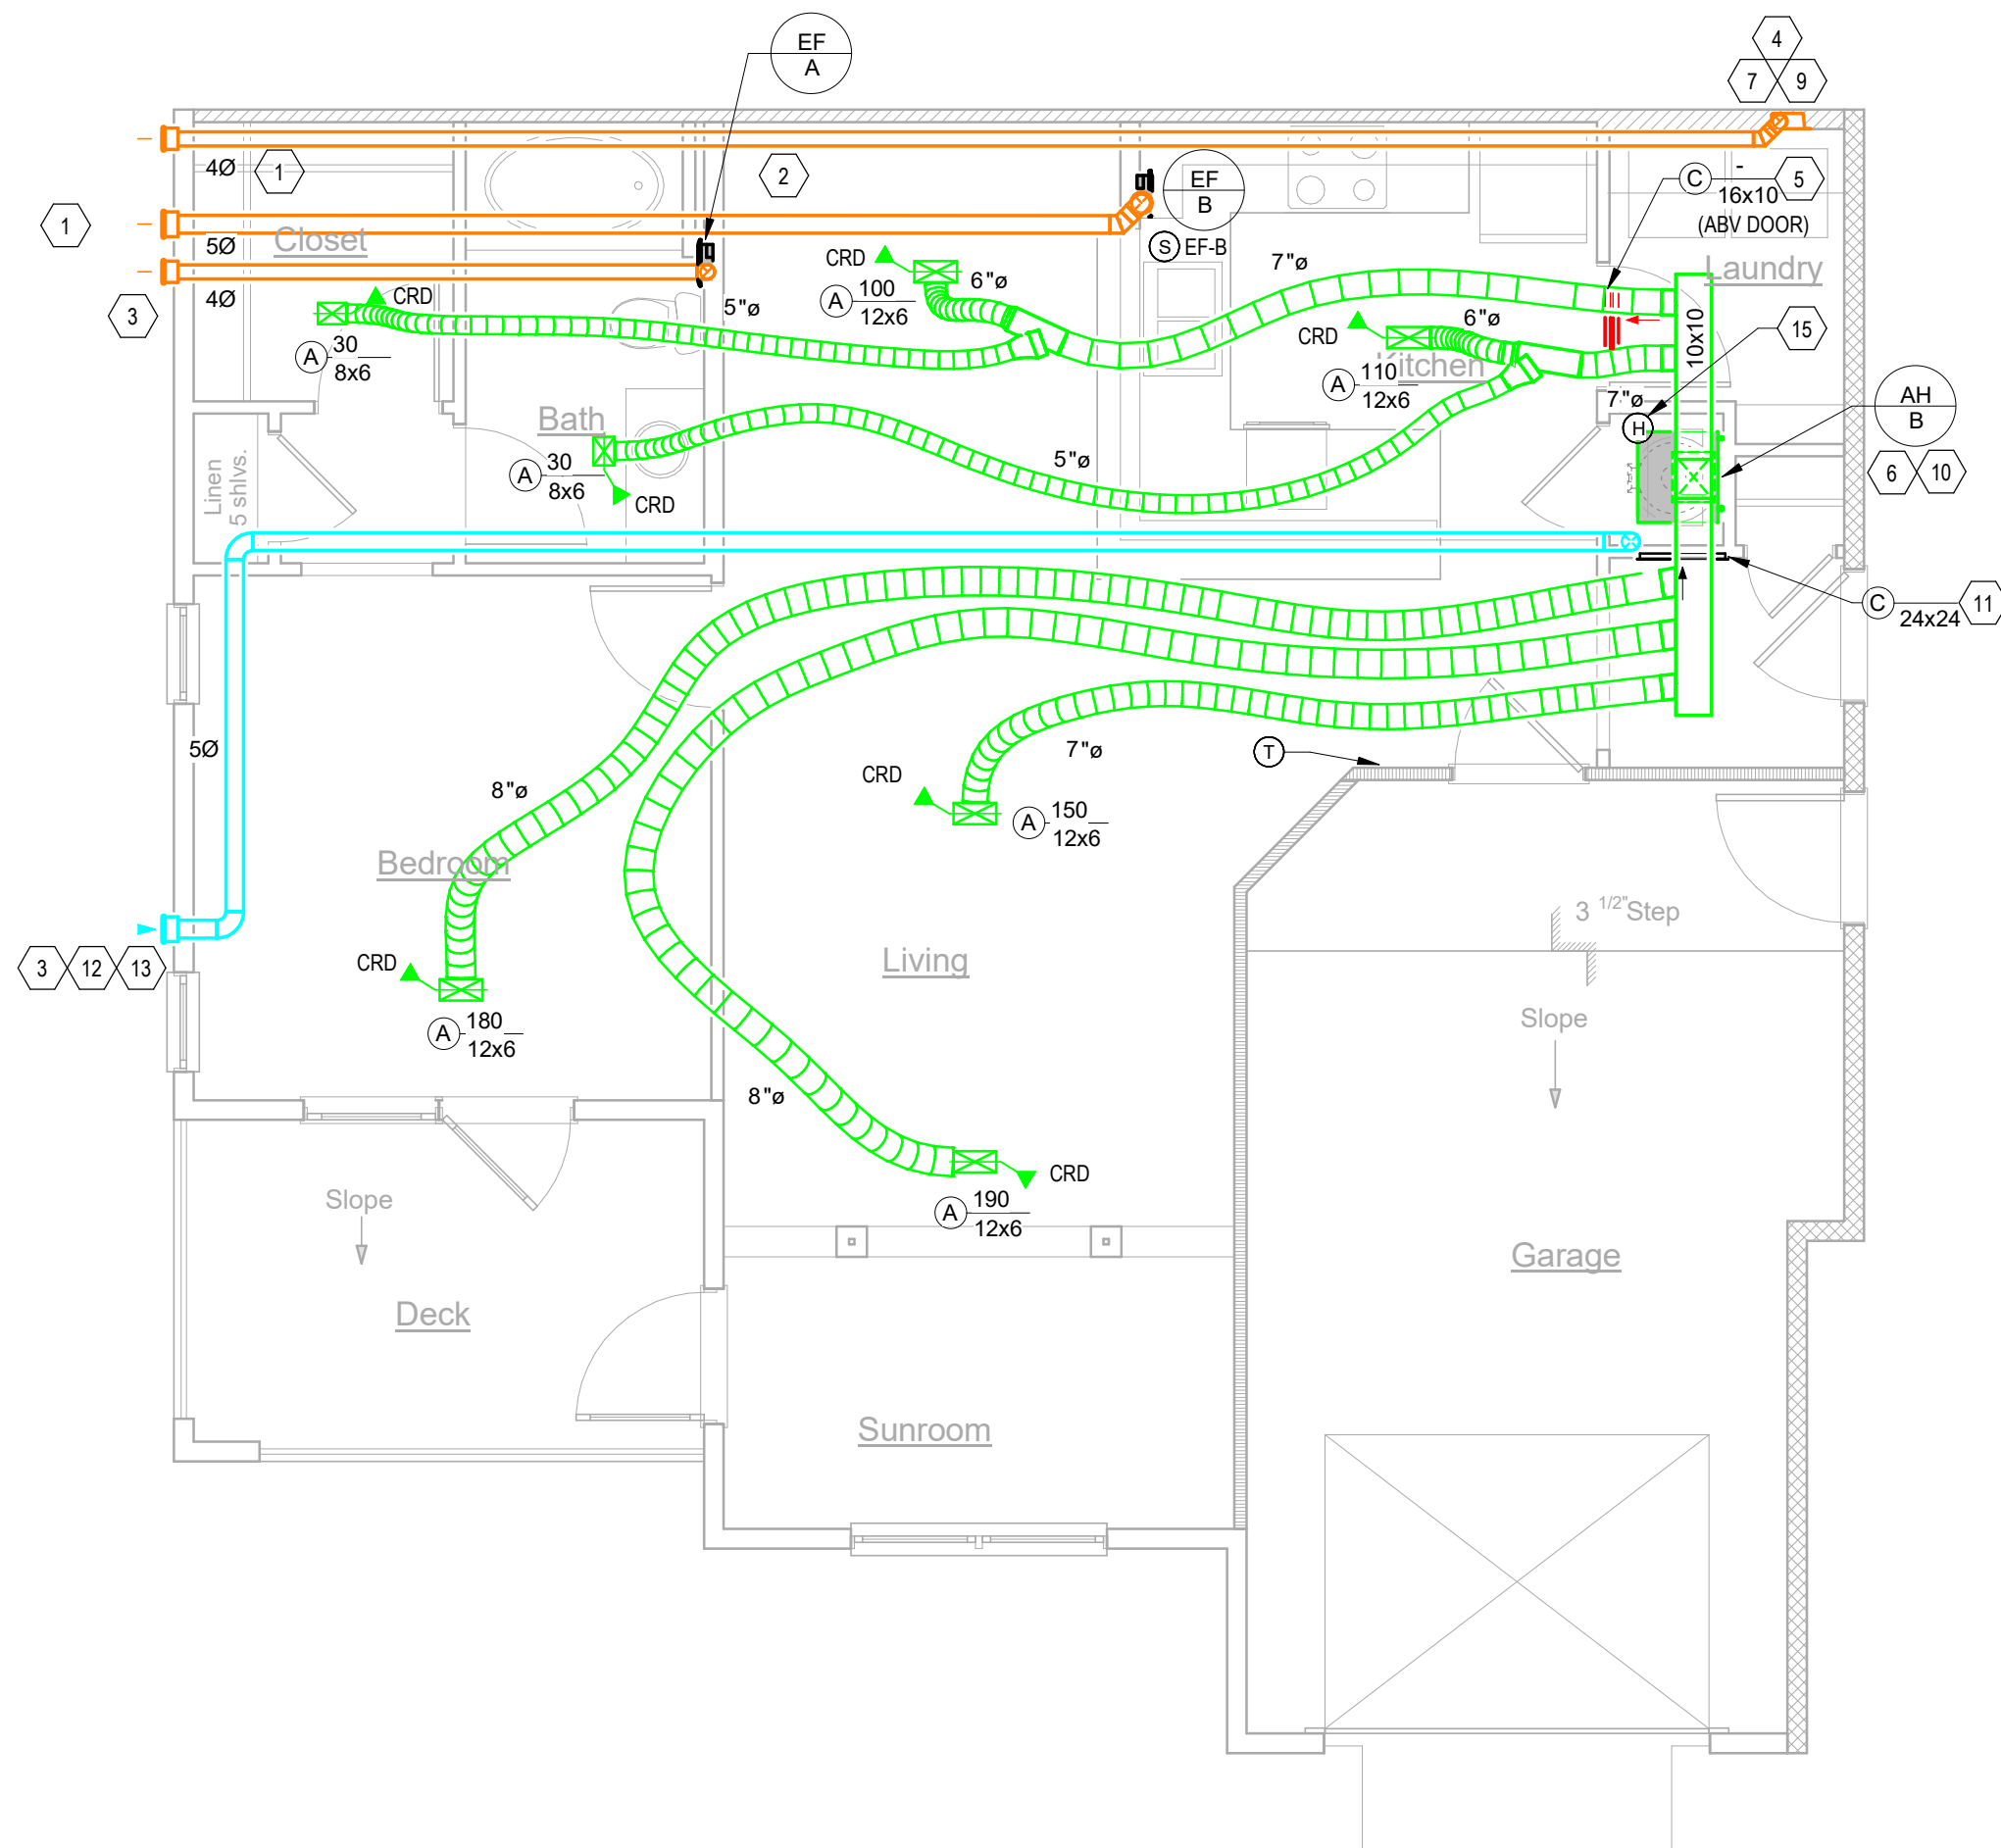 EF
A
4
7
9
4Ø
1
2
EF
B
C
-
16x10
(ABV DOOR)
5
1
5Ø
Closet
S
EF-B
4Ø
3
CRD
CRD
6"ø
7"ø
Laundry
A
100
12x6
5"ø
6"ø
CRD
10x10
15
A
30
8x6
Kitchen
A
110
12x6
7"ø
AH
B
H
Bath
Linen
5 shlvs.
A
30
8x6
CRD
5"ø
6
10
C
24x24
11
5Ø
T
7"ø
CRD
8"ø
A
150
12x6
Bedroom
3 1/2"Step
3
12
13
CRD
Living
Slope
A
180
12x6
8"ø
CRD
Slope
A
190
12x6
Garage
Deck
Sunroom